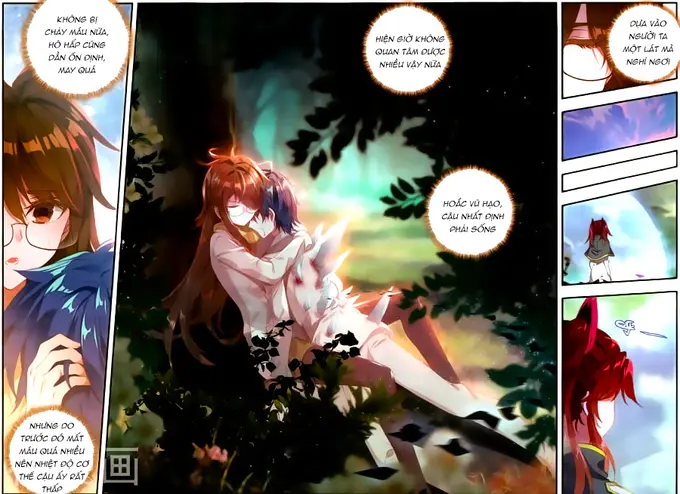 KHÔNG BỊ
CHẢY MÁU NỮA,
HÔ HẤP CŨNG
DẦN ỔN ĐỊNH,
MAY QUÁ
NHƯNG DO
TRƯỚC ĐÓ MẤT
MÁU QUÁ NHIỀU
NÊN NHIỆT ĐỘ CƠ
THỂ CẬU ẤY RẤT
THẤP
HIỆN GIỜ KHÔNG
QUAN TÂM ĐƯỢC
NHIỀU VẬY NỮA
HOẮC VŨ HẠO,
CẬU NHẤT ĐỊNH
PHẢI SỐNG
DỰA VÀO
NGƯỜI TA
MỘT LÁT MÀ
NGHỈ NGƠI